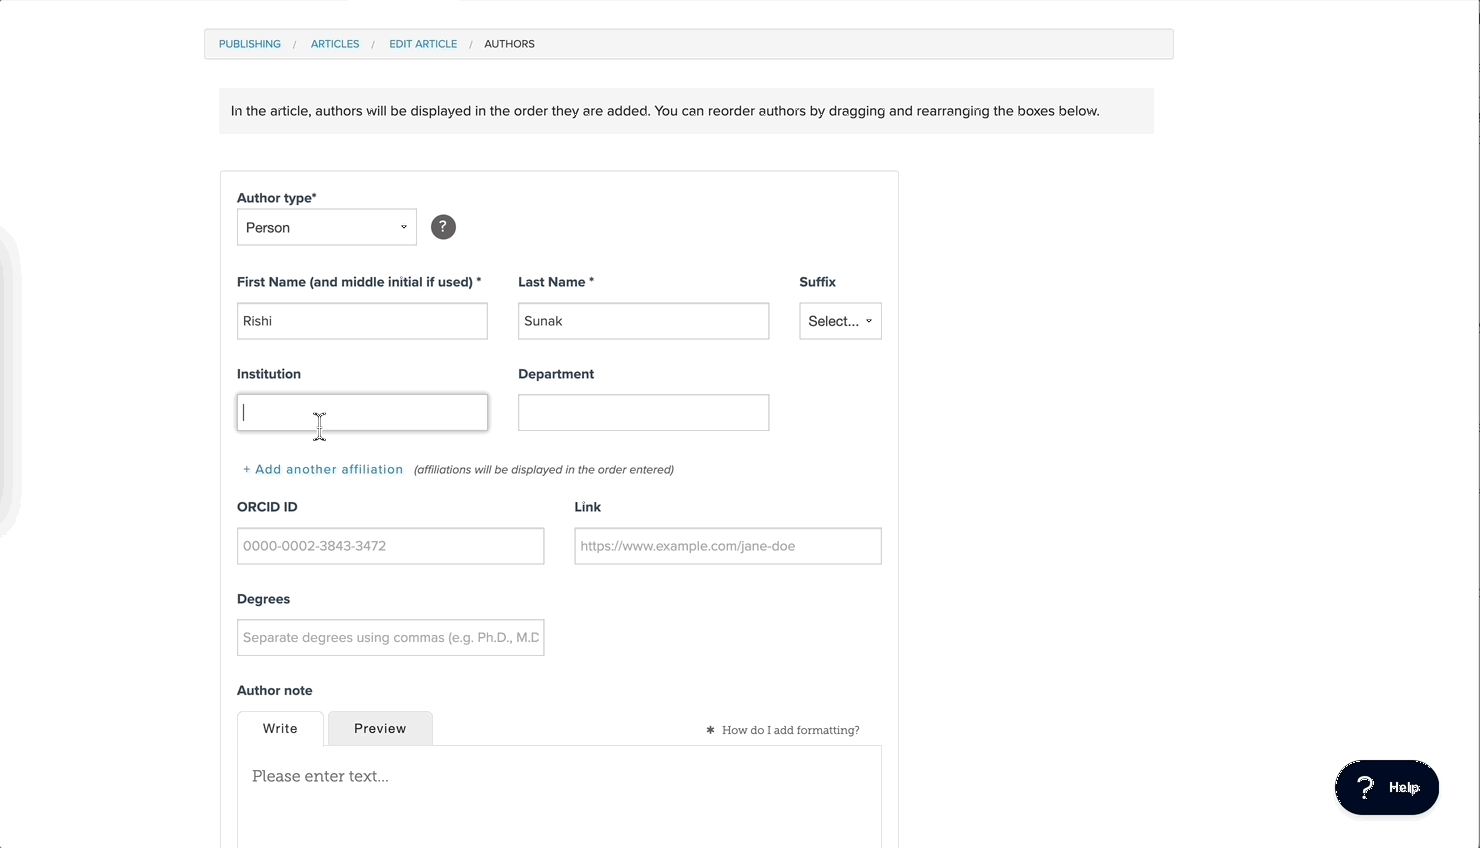 PUBLISHING / ARTICLES / EDIT ARTICLE / AUTHORS
In the article, authors will be displayed in the order they are added. You can reorder authors by dragging and rearranging the boxes below.
Author type*
Person
?
First Name (and middle initial if used) * Last Name * Suffix
Rishi Sunak Select...
Institution Department
+ Add another affiliation (affiliations will be displayed in the order entered)
ORCID ID Link
0000-0002-3843-3472 https://www.example.com/jane-doe
Degrees
Separate degrees using commas (e.g. Ph.D., M.D
Author note
Write Preview * How do I add formatting?
Please enter text...
? Help